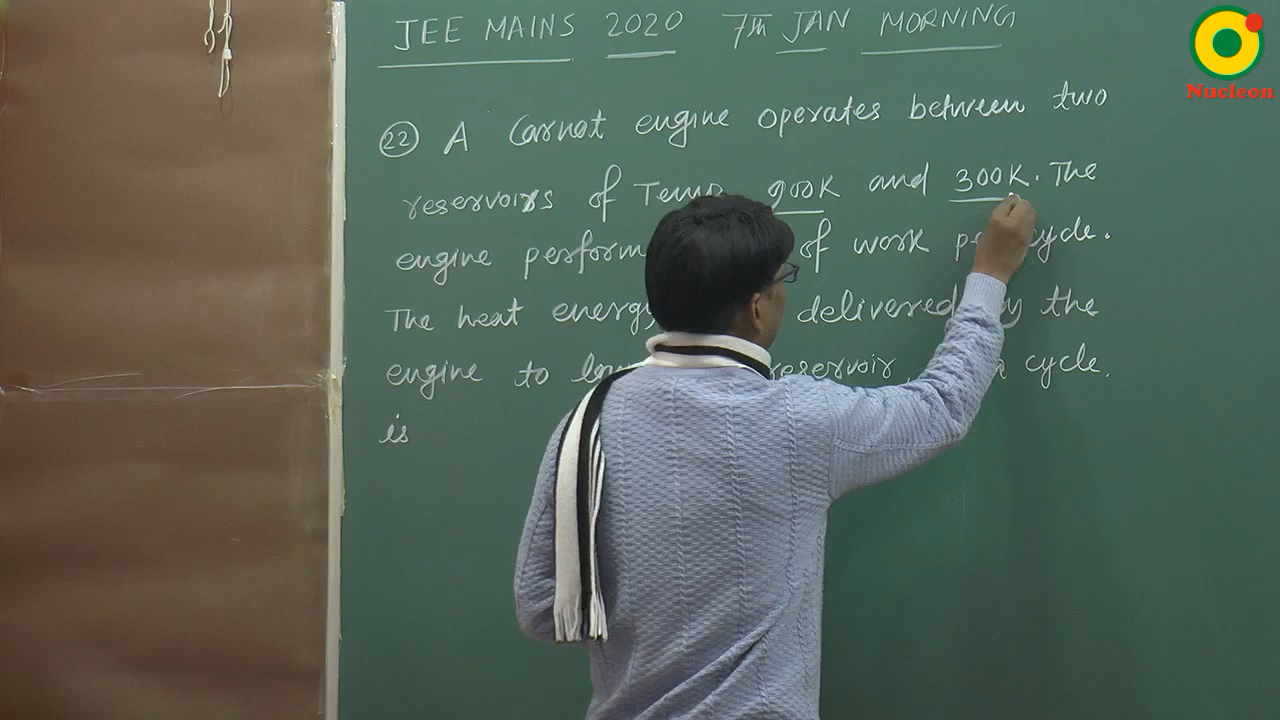 JEE MAINS 2020 7th JAN MORNING
Nucleon
22 A Carnot engine operates between two
reservoirs of Temp 900K and 300K. The
engine perform of work cycle.
The heat energy delivered by the
engine to reservoir cycle.
is